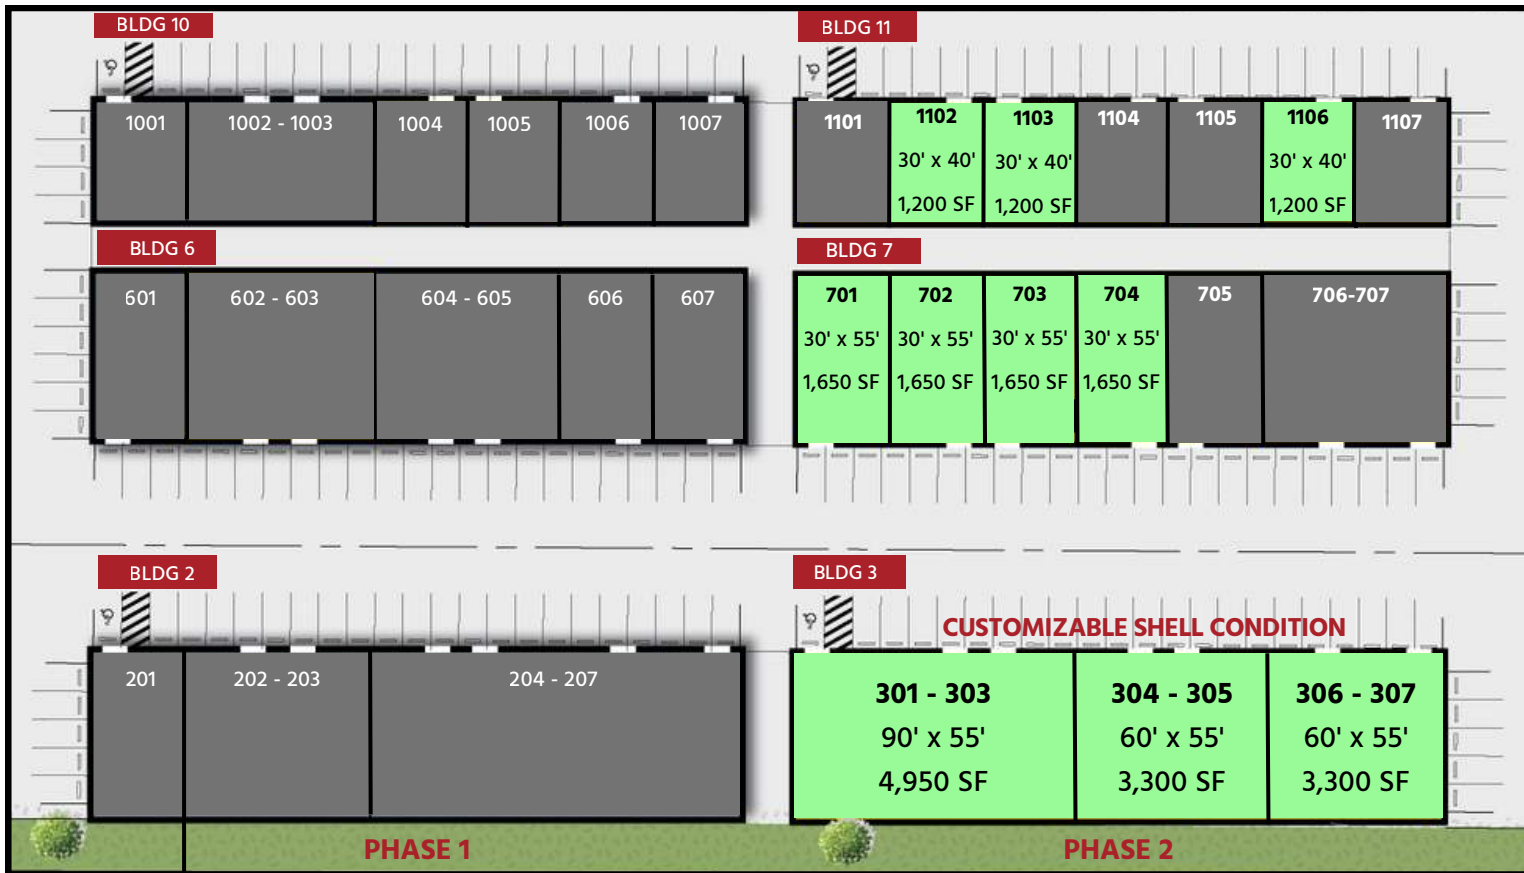 BLDG 10
1001
1002 - 1003
1004
1005
1006
1007
BLDG 11
1101
1102
30' x 40'
1,200 SF
1103
30' x 40'
1,200 SF
1104
1105
1106
30' x 40'
1,200 SF
1107
BLDG 6
601
602 - 603
604 - 605
606
607
BLDG 7
701
30' x 55'
1,650 SF
702
30' x 55'
1,650 SF
703
30' x 55'
1,650 SF
704
30' x 55'
1,650 SF
705
706-707
BLDG 2
201
202 - 203
204 - 207
BLDG 3
CUSTOMIZABLE SHELL CONDITION
301 - 303
90' x 55'
4,950 SF
304 - 305
60' x 55'
3,300 SF
306 - 307
60' x 55'
3,300 SF
PHASE 1
PHASE 2